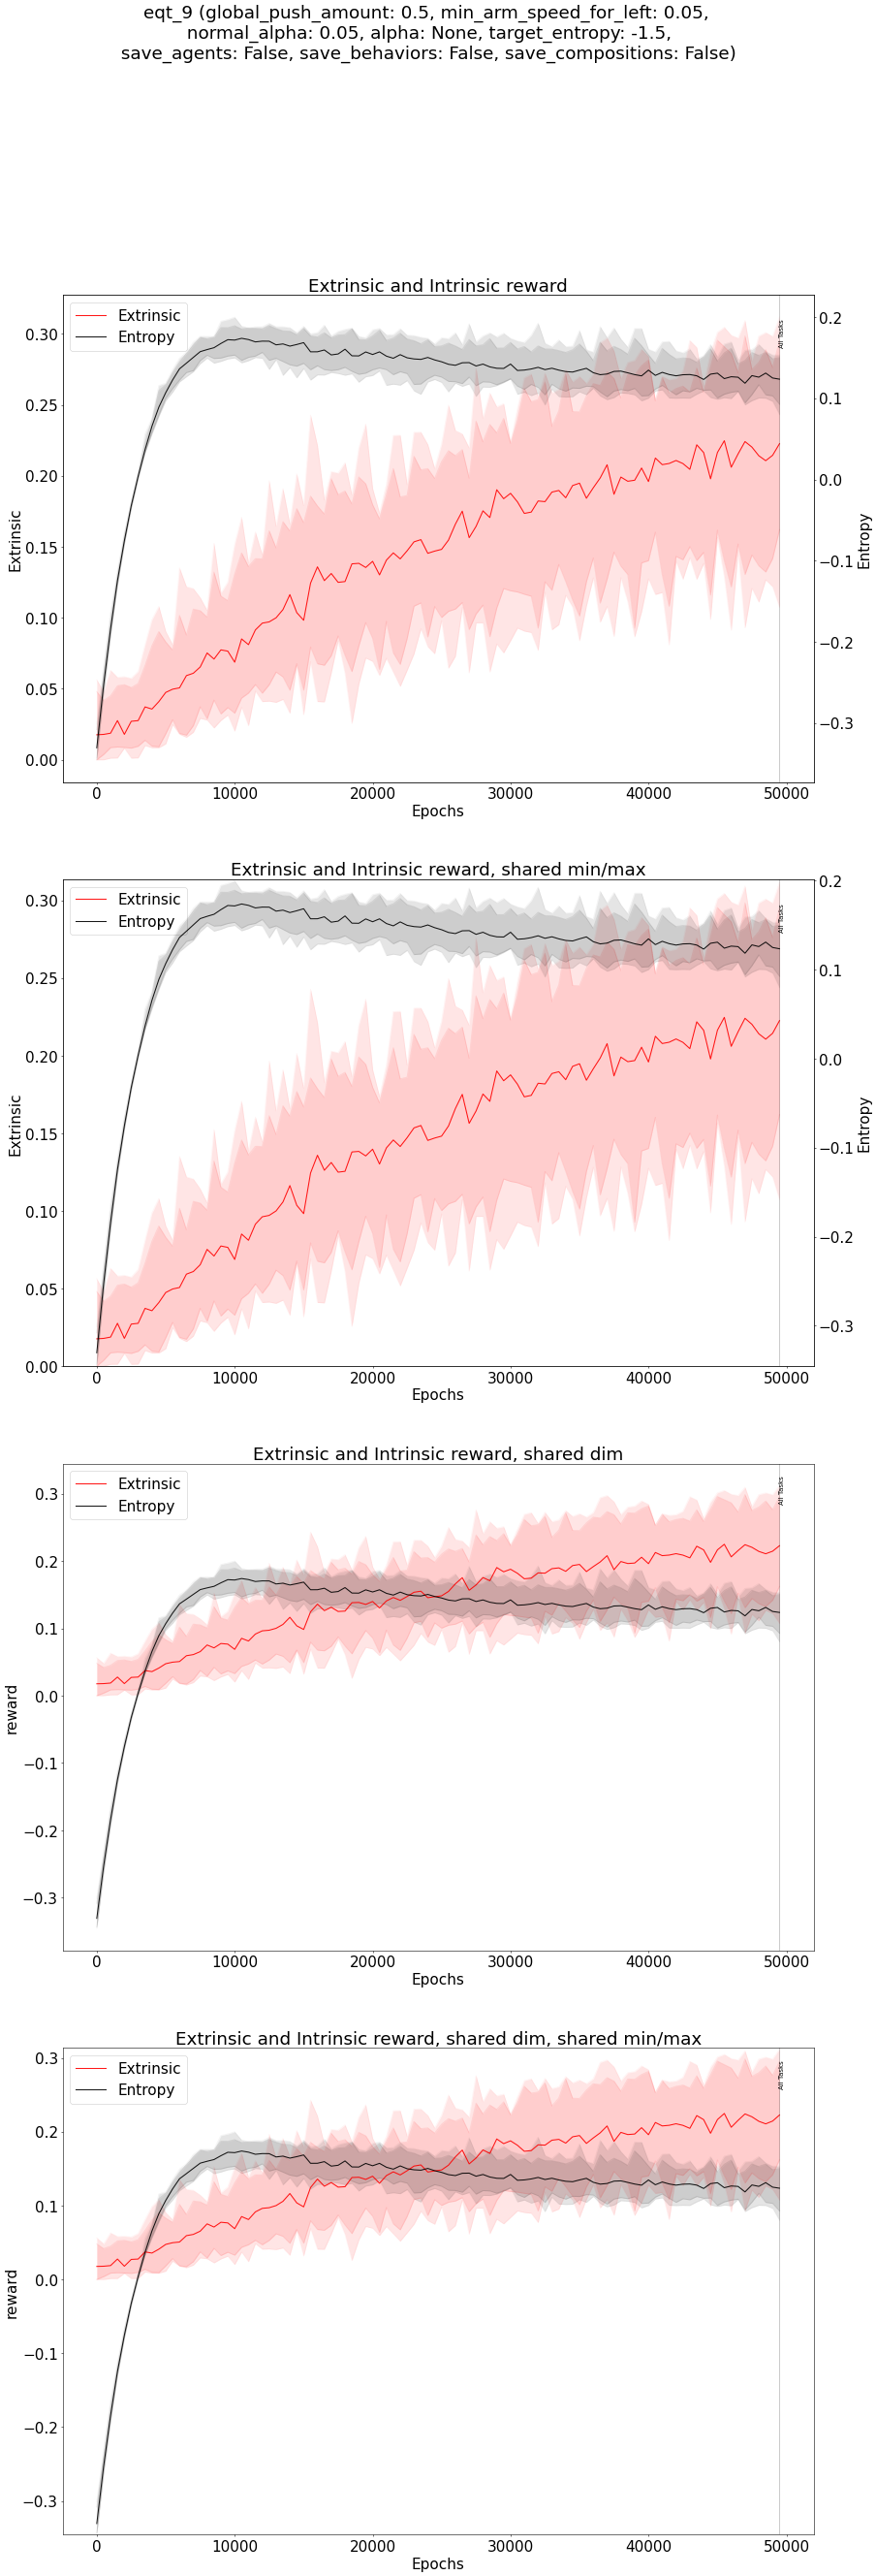 eqt_9 (global_push_amount: 0.5, min_arm_speed_for_left: 0.05,
normal_alpha: 0.05, alpha: None, target_entropy: -1.5,
save_agents: False, save_behaviors: False, save_compositions: False)
Extrinsic and Intrinsic reward
Extrinsic
Entropy
All Tasks
0.30
0.25
0.20
0.15
0.10
0.05
0.00
Extrinsic
0.2
0.1
0.0
−0.1
−0.2
−0.3
Entropy
0 10000 20000 30000 40000 50000
Epochs
Extrinsic and Intrinsic reward, shared min/max
Extrinsic
Entropy
All Tasks
0.30
0.25
0.20
0.15
0.10
0.05
0.00
Extrinsic
0.2
0.1
0.0
−0.1
−0.2
−0.3
Entropy
0 10000 20000 30000 40000 50000
Epochs
Extrinsic and Intrinsic reward, shared dim
Extrinsic
Entropy
All Tasks
0.3
0.2
0.1
0.0
−0.1
−0.2
−0.3
reward
0 10000 20000 30000 40000 50000
Epochs
Extrinsic and Intrinsic reward, shared dim, shared min/max
Extrinsic
Entropy
All Tasks
0.3
0.2
0.1
0.0
−0.1
−0.2
−0.3
reward
0 10000 20000 30000 40000 50000
Epochs